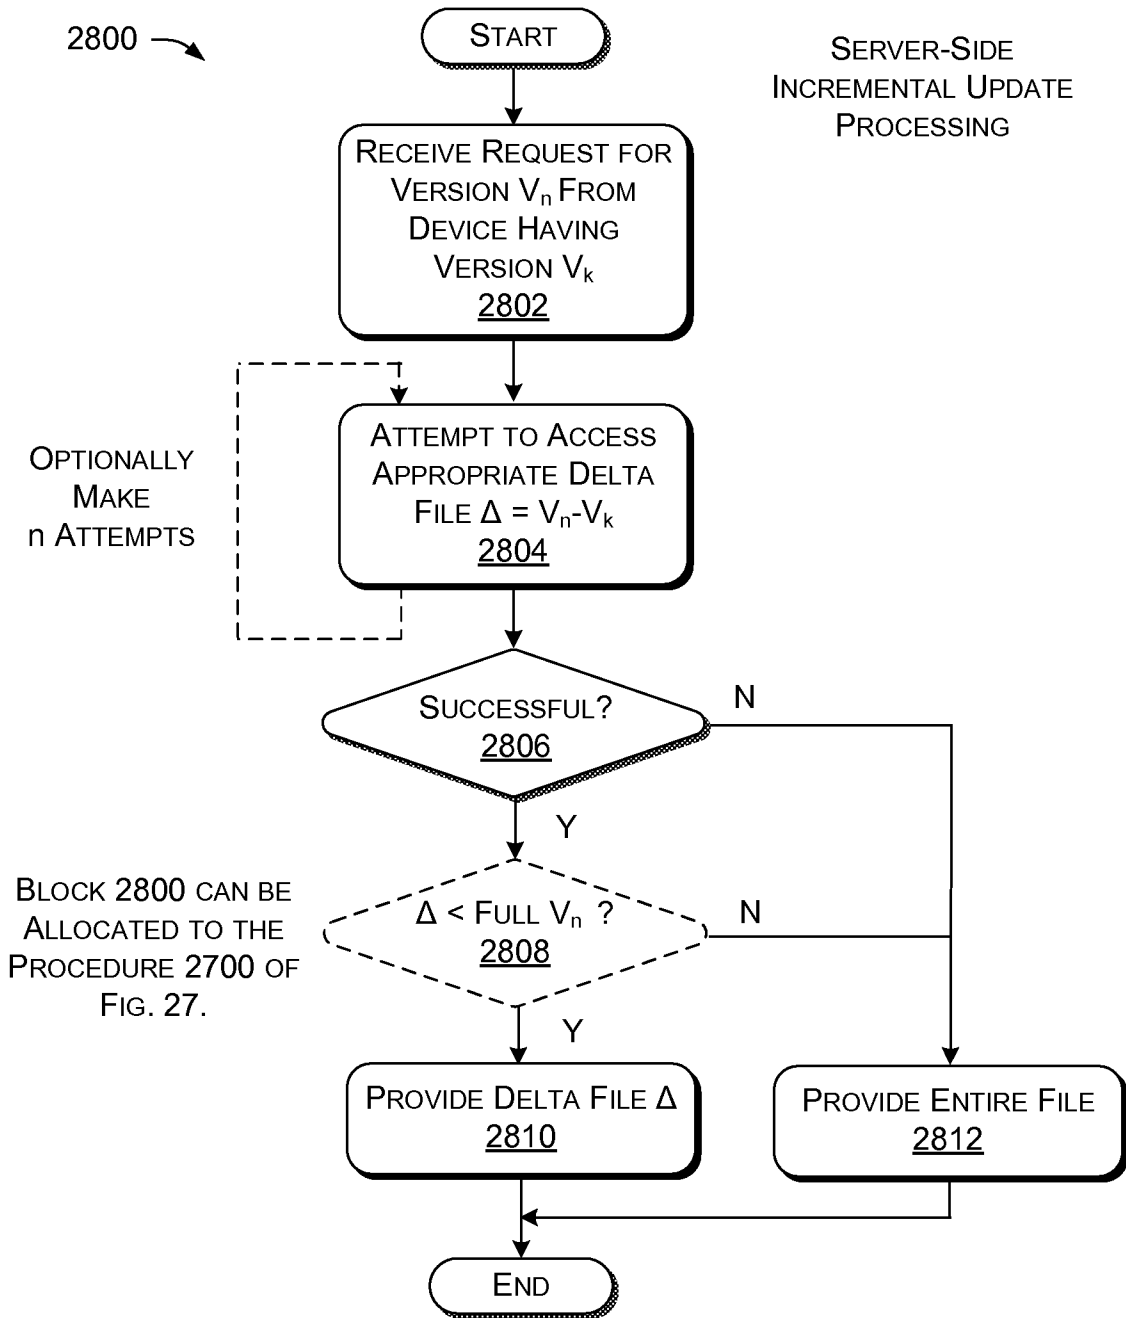 2800
START
SERVER-SIDE
INCREMENTAL UPDATE
PROCESSING
RECEIVE REQUEST FOR
VERSION Vn FROM
DEVICE HAVING
VERSION Vk
2802
OPTIONALLY
MAKE
n ATTEMPTS
ATTEMPT TO ACCESS
APPROPRIATE DELTA
FILE Δ = Vn-Vk
2804
SUCCESSFUL?
2806
N
Y
BLOCK 2800 CAN BE
ALLOCATED TO THE
PROCEDURE 2700 OF
FIG. 27.
Δ < FULL Vn ?
2808
N
Y
PROVIDE DELTA FILE Δ
2810
PROVIDE ENTIRE FILE
2812
END